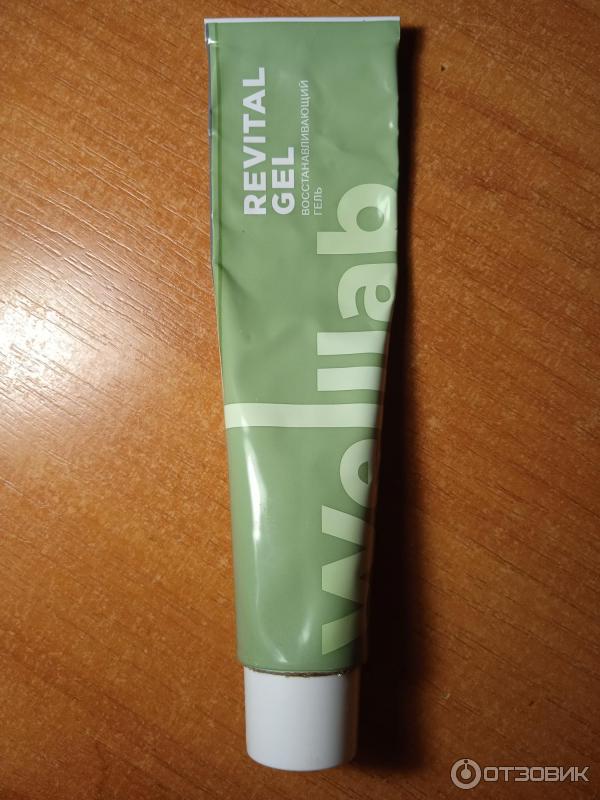 REVITAL
GEL
ВОССТАНАВЛИВАЮЩИЙ
ГЕЛЬ
Welllab
ОТЗОВИК